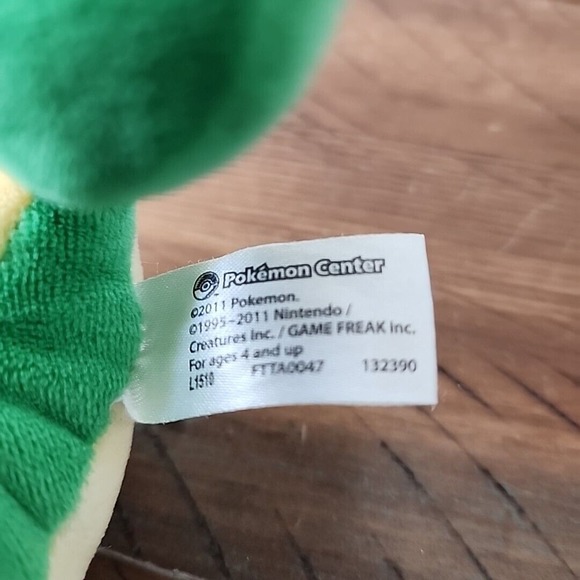 Pokémon Center
©2011 Pokemon.
©1995-2011 Nintendo /
Creatures Inc. / GAME FREAK inc.
For ages 4 and up
L1510 FTTA0047 132390